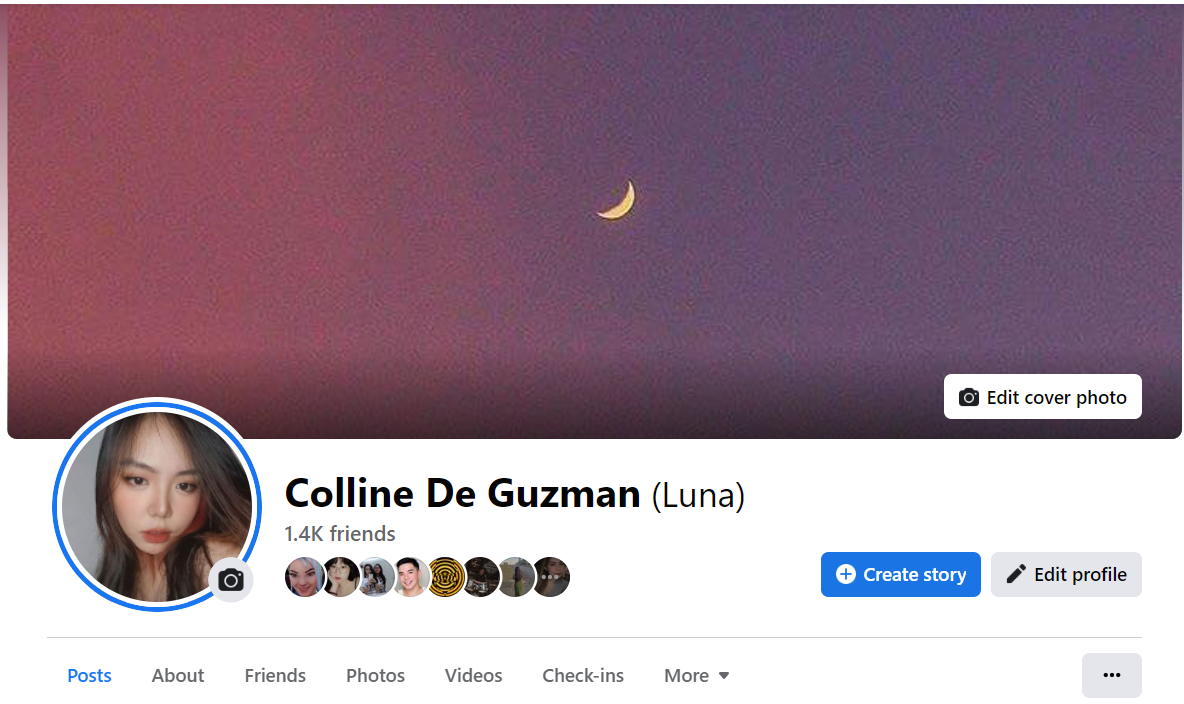 Edit cover photo
Colline De Guzman (Luna)
1.4K friends
Create story
Edit profile
Posts
About
Friends
Photos
Videos
Check-ins
More